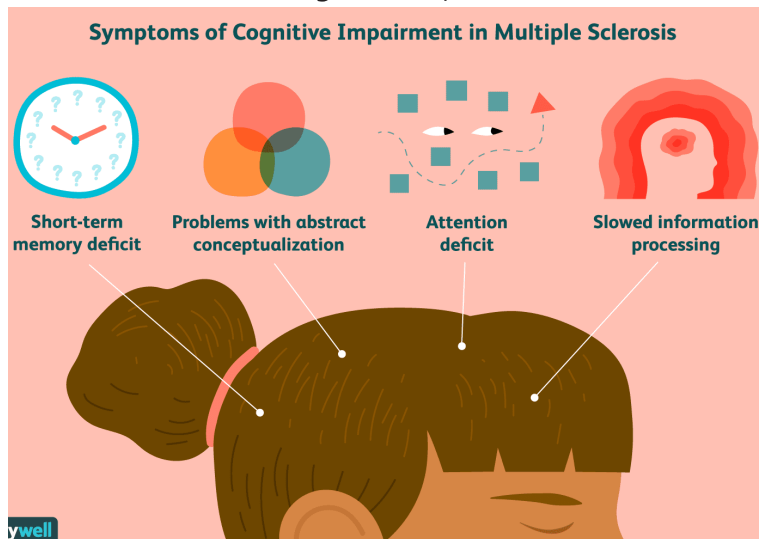 Symptoms of Cognitive Impairment in Multiple Sclerosis
? ? ? ? ? ? ? ? ? ? ? ?
Short-term
memory deficit
Problems with abstract
conceptualization
Attention
deficit
Slowed information
processing
ywell